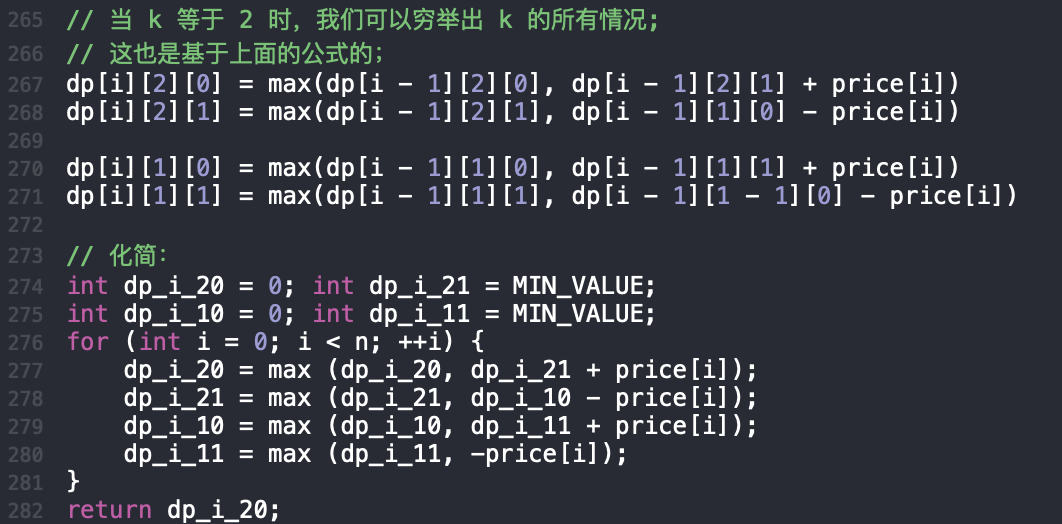 265 // 当 k 等于 2 时，我们可以穷举出 k 的所有情况；
266 // 这也是基于上面的公式的；
267 dp[i][2][0] = max(dp[i - 1][2][0], dp[i - 1][2][1] + price[i])
268 dp[i][2][1] = max(dp[i - 1][2][1], dp[i - 1][1][0] - price[i])
269
270 dp[i][1][0] = max(dp[i - 1][1][0], dp[i - 1][1][1] + price[i])
271 dp[i][1][1] = max(dp[i - 1][1][1], dp[i - 1][1 - 1][0] - price[i])
272
273 // 化简：
274 int dp_i_20 = 0; int dp_i_21 = MIN_VALUE;
275 int dp_i_10 = 0; int dp_i_11 = MIN_VALUE;
276 for (int i = 0; i < n; ++i) {
277     dp_i_20 = max (dp_i_20, dp_i_21 + price[i]);
278     dp_i_21 = max (dp_i_21, dp_i_10 - price[i]);
279     dp_i_10 = max (dp_i_10, dp_i_11 + price[i]);
280     dp_i_11 = max (dp_i_11, -price[i]);
281 }
282 return dp_i_20;